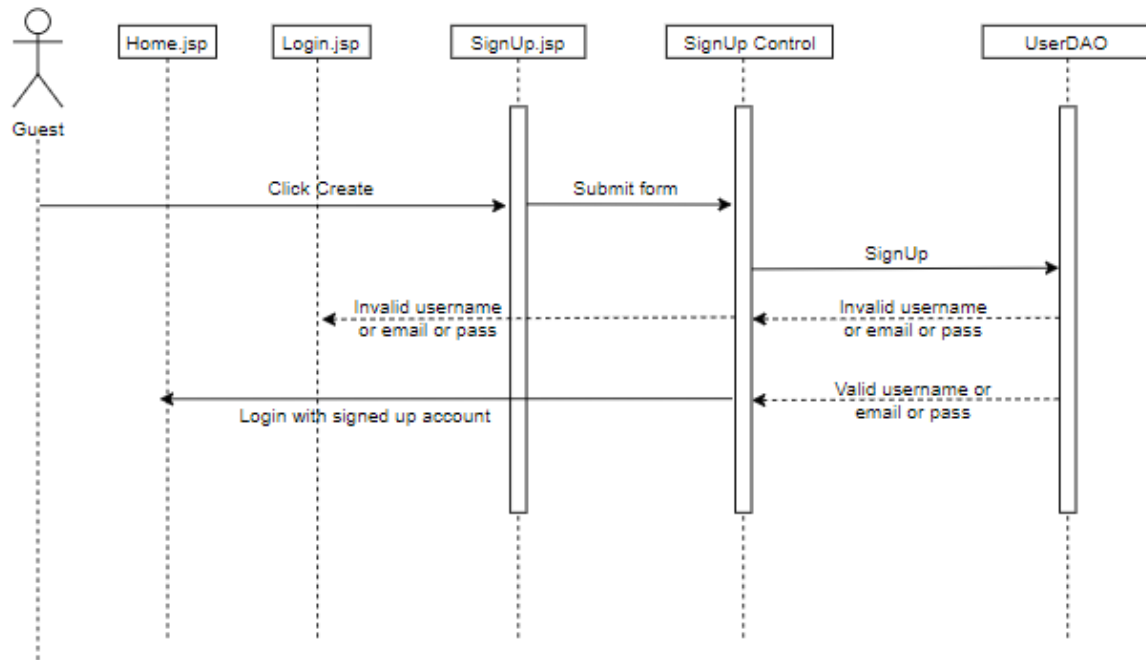 Home.jsp
Login.jsp
SignUp.jsp
SignUp Control
UserDAO
Guest
Click Create
Submit form
SignUp
Invalid username
or email or pass
Invalid username
or email or pass
Valid username or
email or pass
Login with signed up account